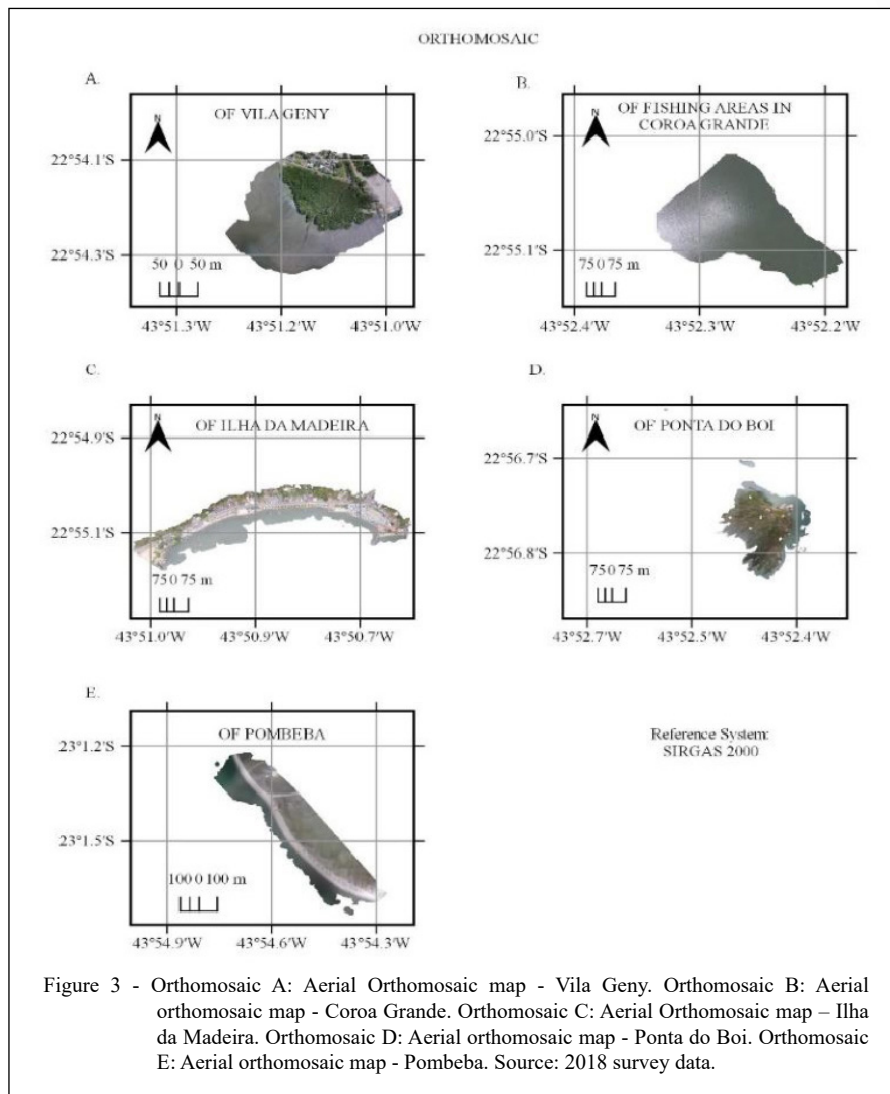 ORTHOMOSAIC
A.
N
OF VILA GENY
22°54.1'S
22°54.3'S
50 0 50 m
43°51.3'W 43°51.2'W 43°51.0'W
B.
N
OF FISHING AREAS IN
COROA GRANDE
22°55.0'S
22°55.1'S
75 0 75 m
43°52.4'W 43°52.3'W 43°52.2'W
C.
N
OF ILHA DA MADEIRA
22°54.9'S
22°55.1'S
75 0 75 m
43°51.0'W 43°50.9'W 43°50.7'W
D.
N
OF PONTA DO BOI
22°56.7'S
22°56.8'S
75 0 75 m
43°52.7'W 43°52.5'W 43°52.4'W
E.
OF POMBEBA
23°1.2'S
23°1.5'S
100 0 100 m
43°54.9'W 43°54.6'W 43°54.3'W
Reference System:
SIRGAS 2000
Figure 3 - Orthomosaic A: Aerial Orthomosaic map - Vila Geny. Orthomosaic B: Aerial
orthomosaic map - Coroa Grande. Orthomosaic C: Aerial Orthomosaic map – Ilha
da Madeira. Orthomosaic D: Aerial orthomosaic map - Ponta do Boi. Orthomosaic
E: Aerial orthomosaic map - Pombeba. Source: 2018 survey data.